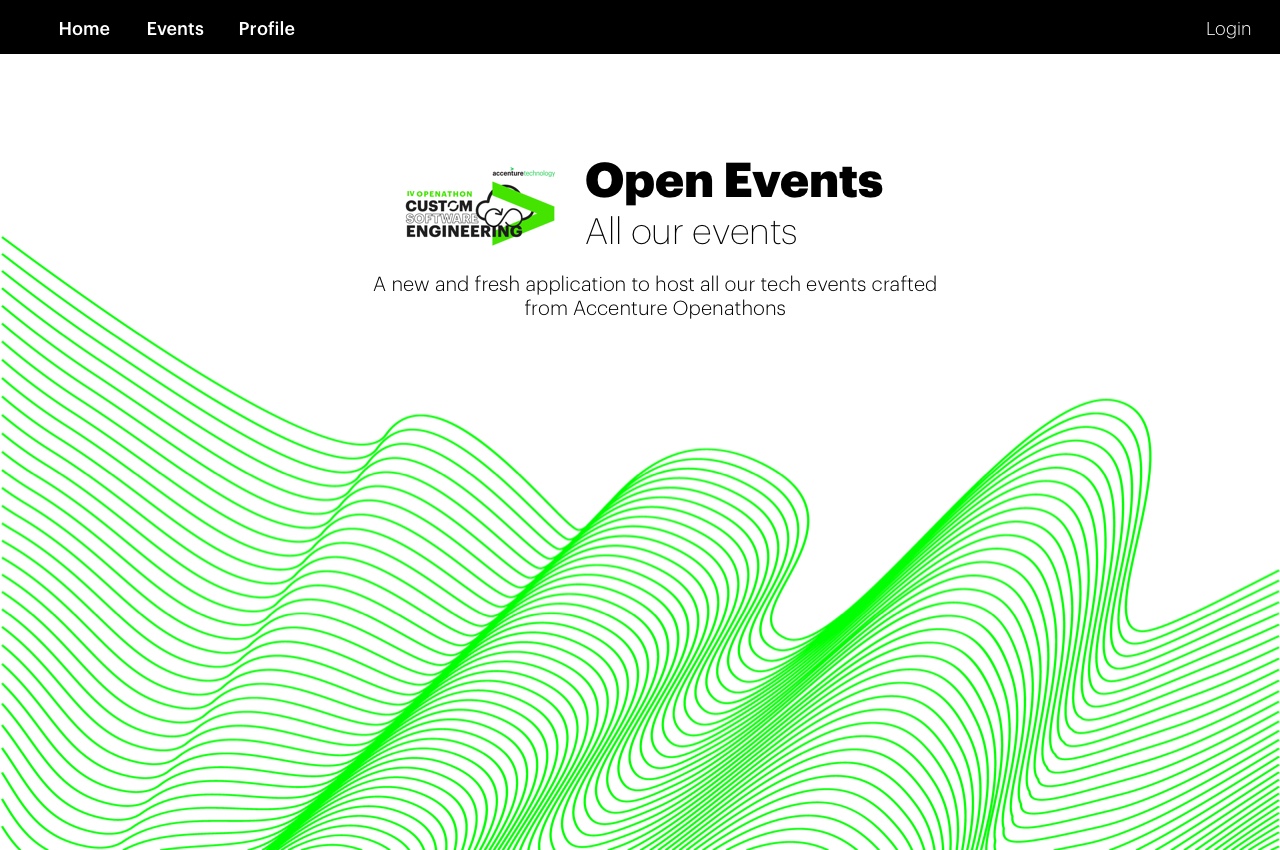 Home Events Profile Login
accenturetechnology
IV OPENATHON
CUSTOM
SOFTWARE
ENGINEERING
Open Events
All our events
A new and fresh application to host all our tech events crafted
from Accenture Openathons